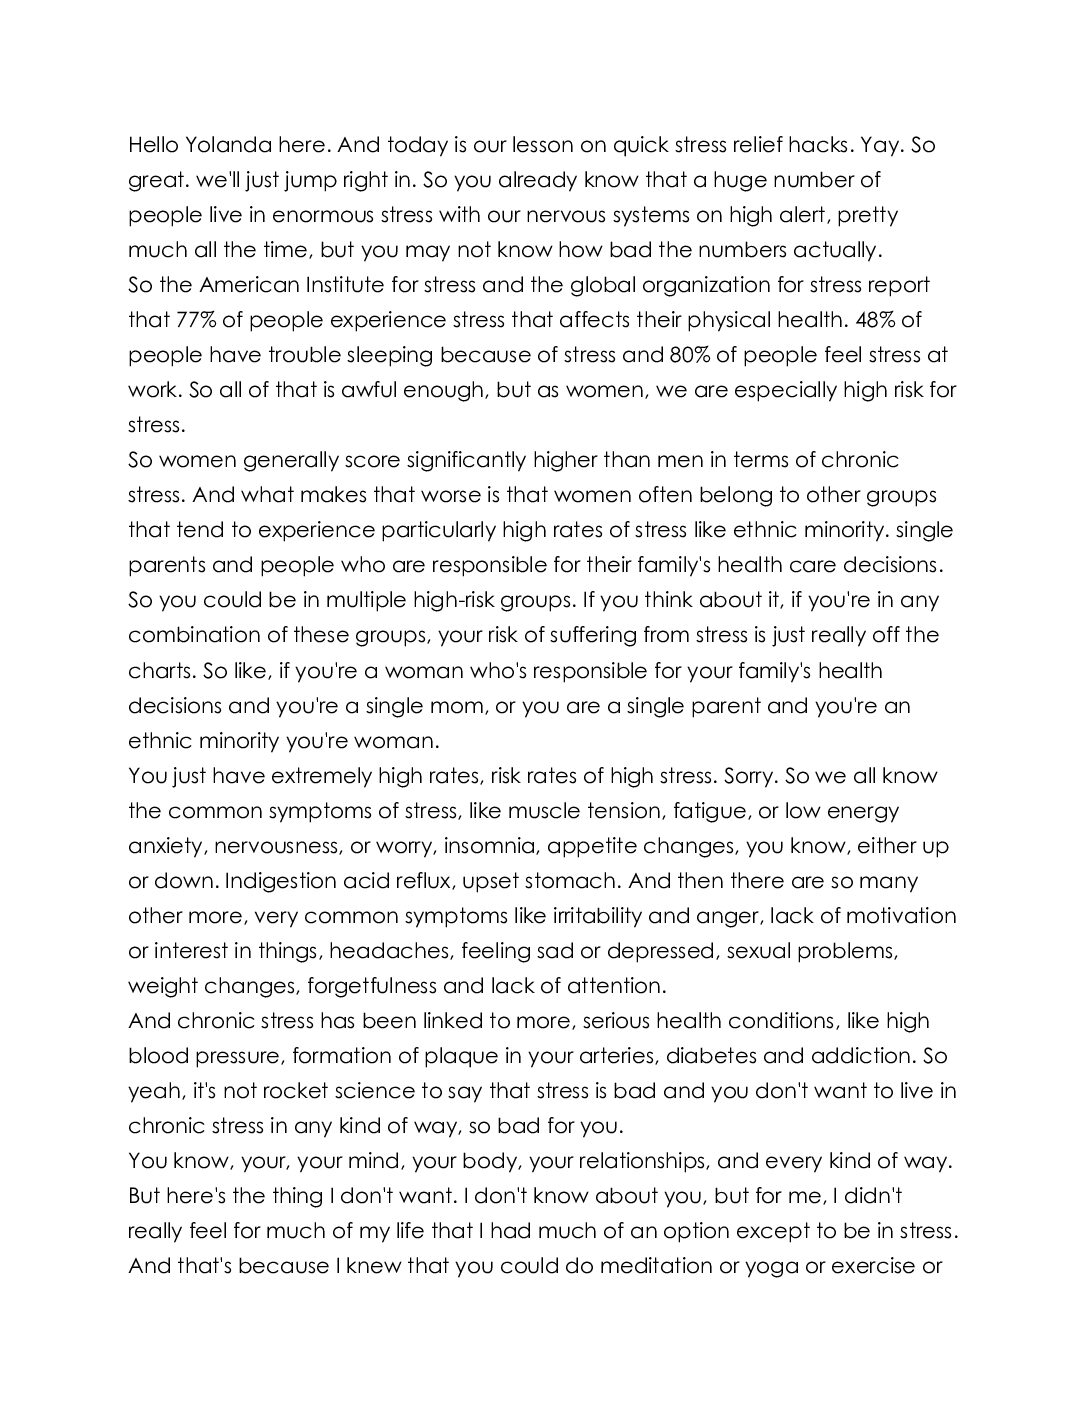 Hello Yolanda here. And today is our lesson on quick stress relief hacks. Yay. So
great. we'll just jump right in. So you already know that a huge number of
people live in enormous stress with our nervous systems on high alert, pretty
much all the time, but you may not know how bad the numbers actually.
So the American Institute for stress and the global organization for stress report
that 77% of people experience stress that affects their physical health. 48% of
people have trouble sleeping because of stress and 80% of people feel stress at
work. So all of that is awful enough, but as women, we are especially high risk for
stress.
So women generally score significantly higher than men in terms of chronic
stress. And what makes that worse is that women often belong to other groups
that tend to experience particularly high rates of stress like ethnic minority. single
parents and people who are responsible for their family's health care decisions.
So you could be in multiple high-risk groups. If you think about it, if you're in any
combination of these groups, your risk of suffering from stress is just really off the
charts. So like, if you're a woman who's responsible for your family's health
decisions and you're a single mom, or you are a single parent and you're an
ethnic minority you're woman.
You just have extremely high rates, risk rates of high stress. Sorry. So we all know
the common symptoms of stress, like muscle tension, fatigue, or low energy
anxiety, nervousness, or worry, insomnia, appetite changes, you know, either up
or down. Indigestion acid reflux, upset stomach. And then there are so many
other more, very common symptoms like irritability and anger, lack of motivation
or interest in things, headaches, feeling sad or depressed, sexual problems,
weight changes, forgetfulness and lack of attention.
And chronic stress has been linked to more, serious health conditions, like high
blood pressure, formation of plaque in your arteries, diabetes and addiction. So
yeah, it's not rocket science to say that stress is bad and you don't want to live in
chronic stress in any kind of way, so bad for you.
You know, your, your mind, your body, your relationships, and every kind of way.
But here's the thing I don't want. I don't know about you, but for me, I didn't
really feel for much of my life that I had much of an option except to be in stress.
And that's because I knew that you could do meditation or yoga or exercise or